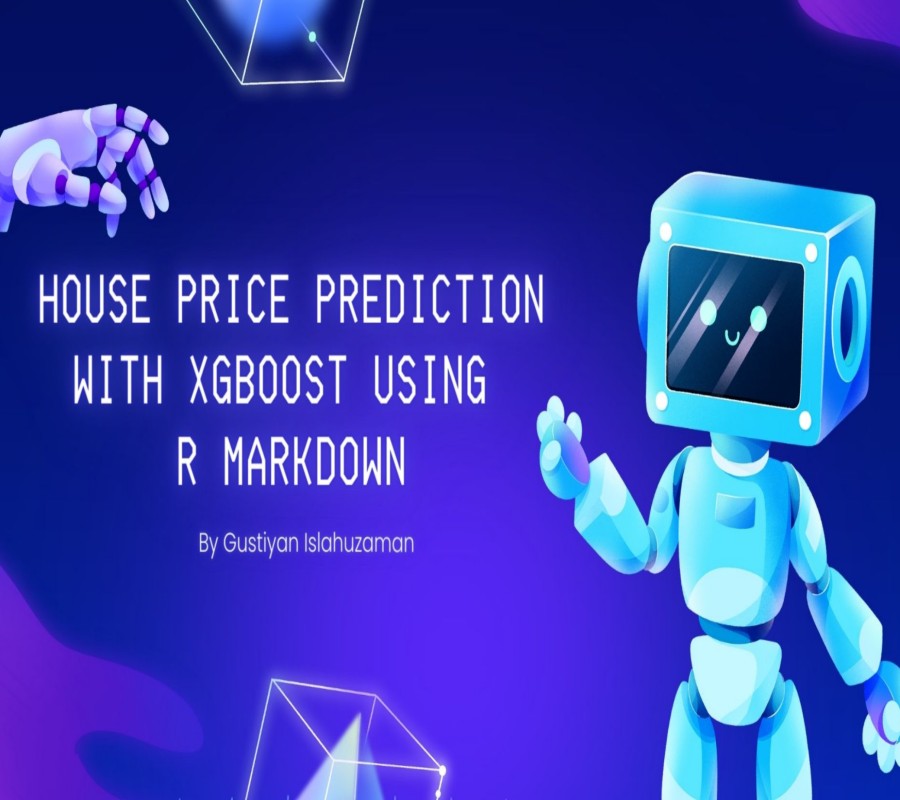 HOUSE PRICE PREDICTION
WITH XGBOOST USING
R MARKDOWN
By Gustiyan Islahuzaman